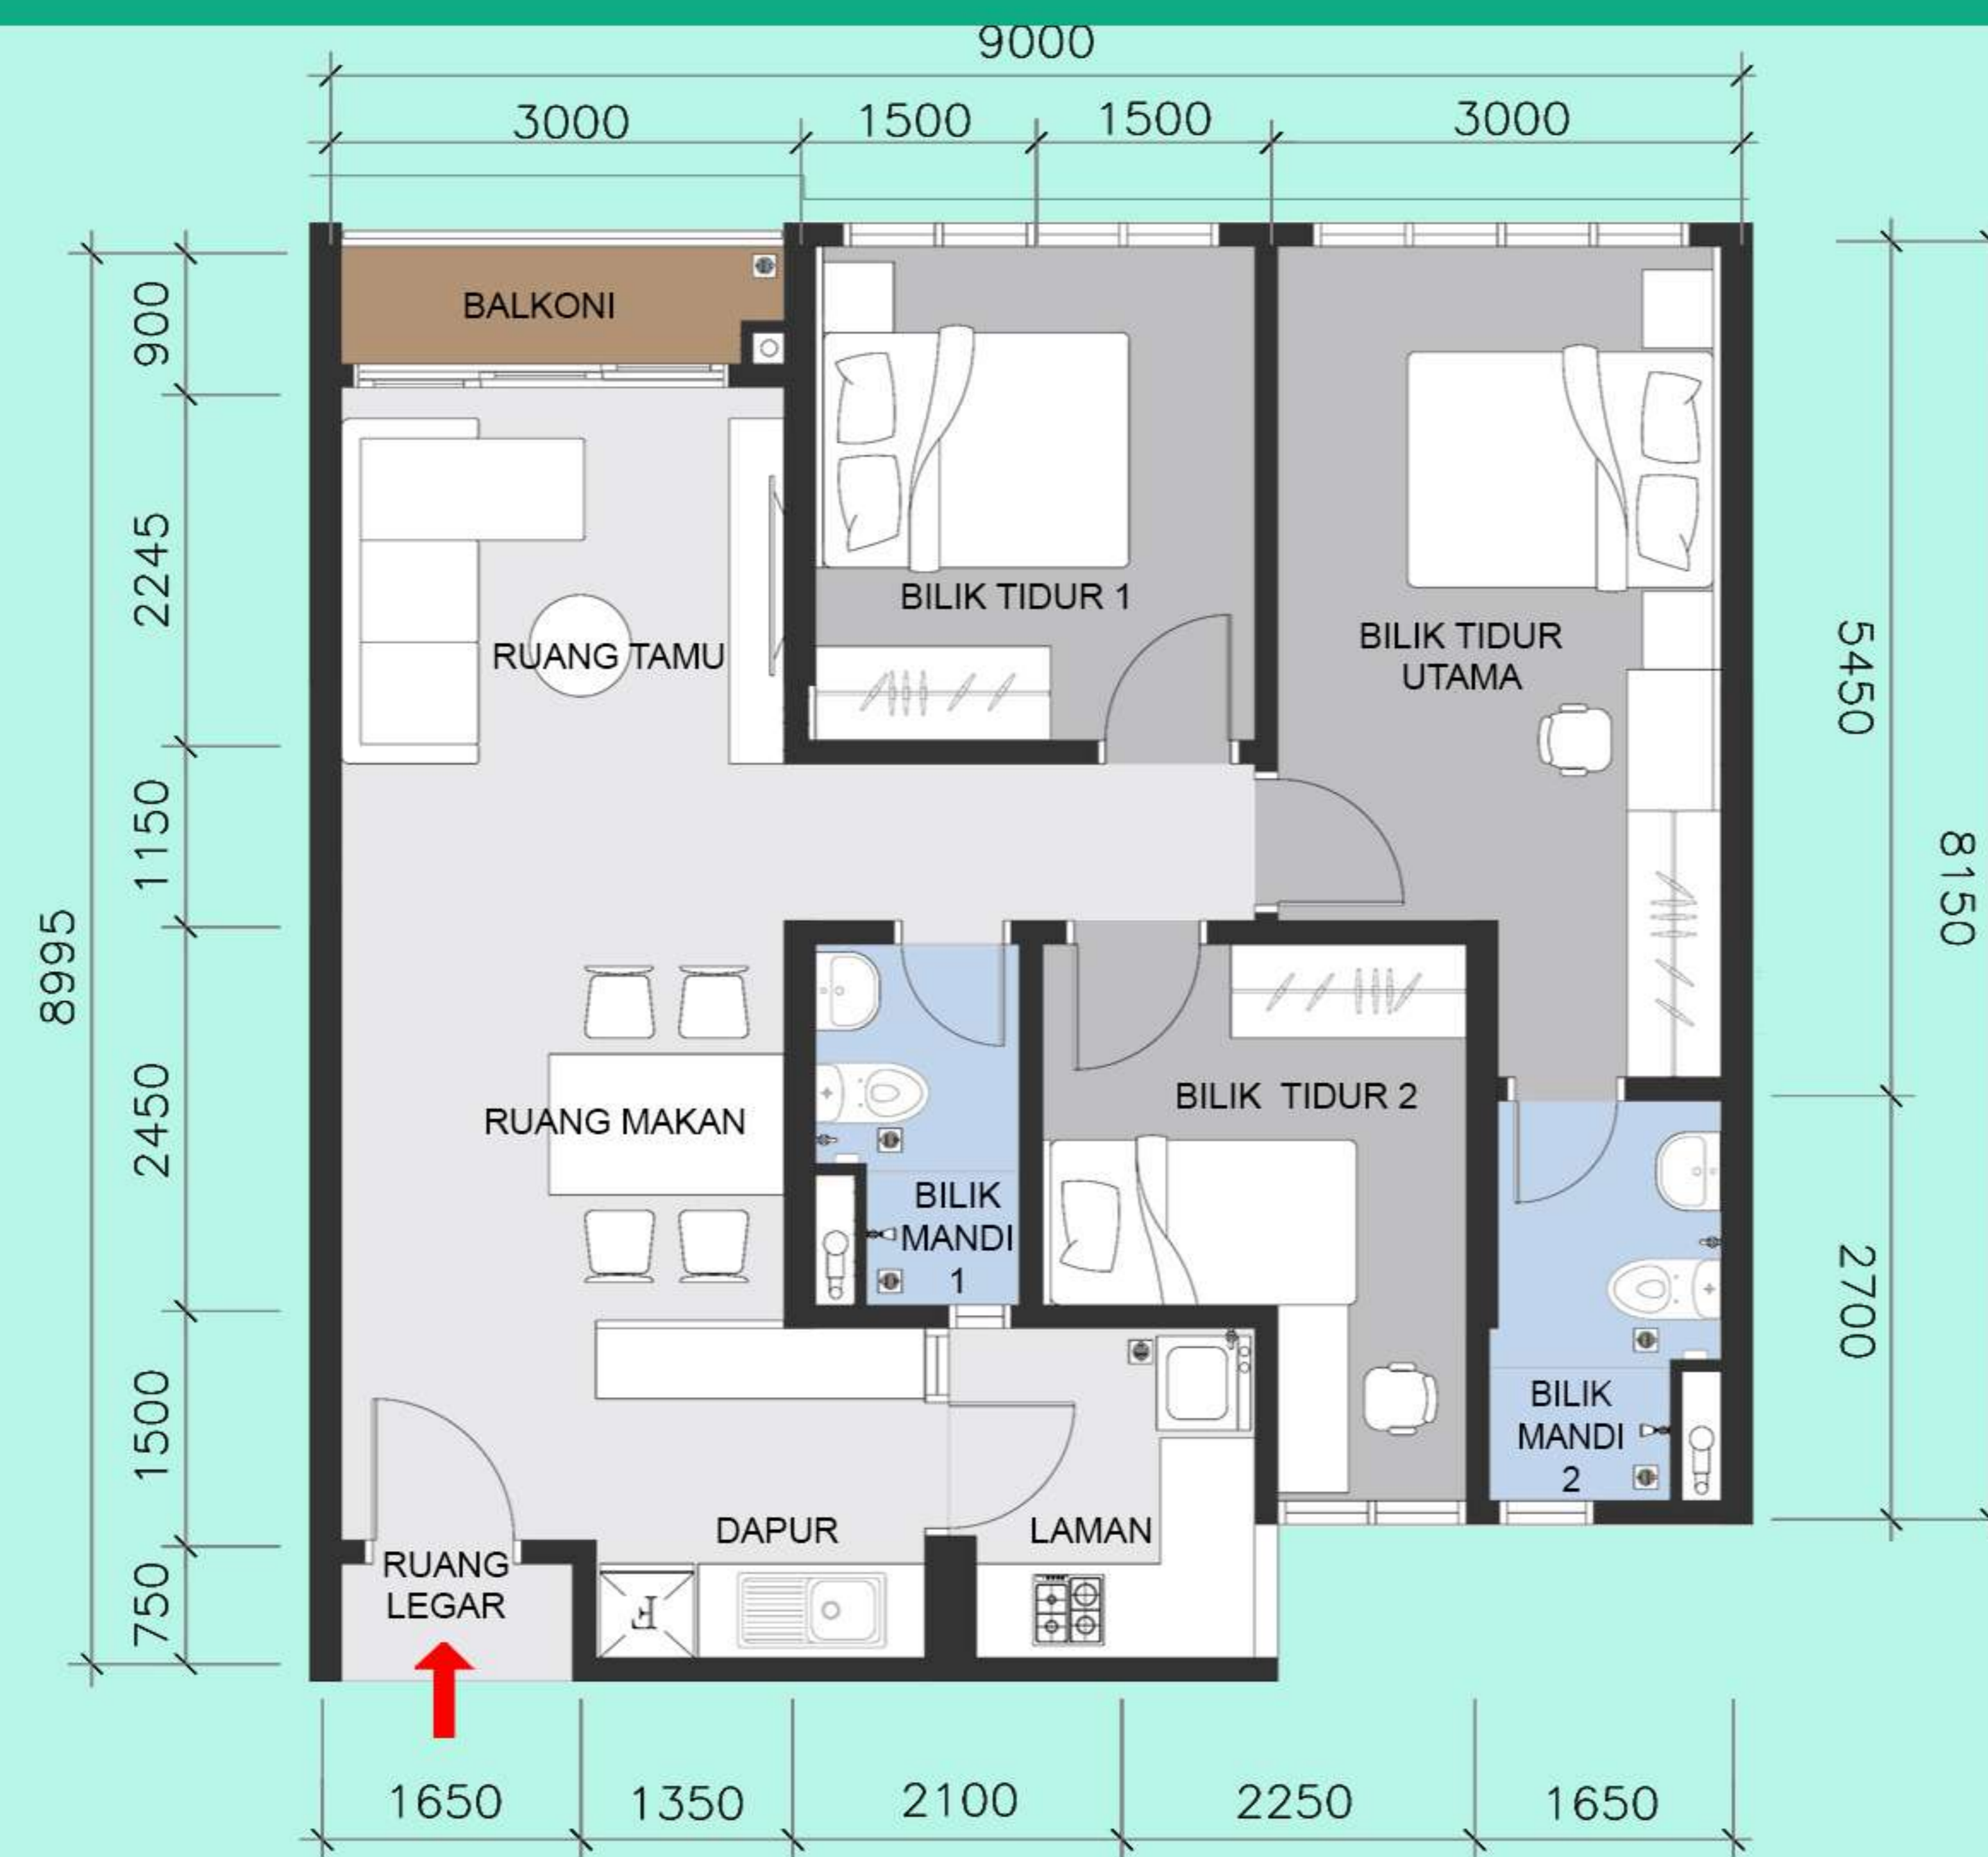 9000
3000
1500
1500
3000
BALKONI
900
2245
1150
8995
2450
1500
750
BILIK TIDUR 1
RUANG TAMU
BILIK TIDUR
UTAMA
5450
8150
2700
RUANG MAKAN
BILIK TIDUR 2
BILIK
MANDI
1
BILIK
MANDI
2
DAPUR
LAMAN
RUANG
LEGAR
F
1650
1350
2100
2250
1650